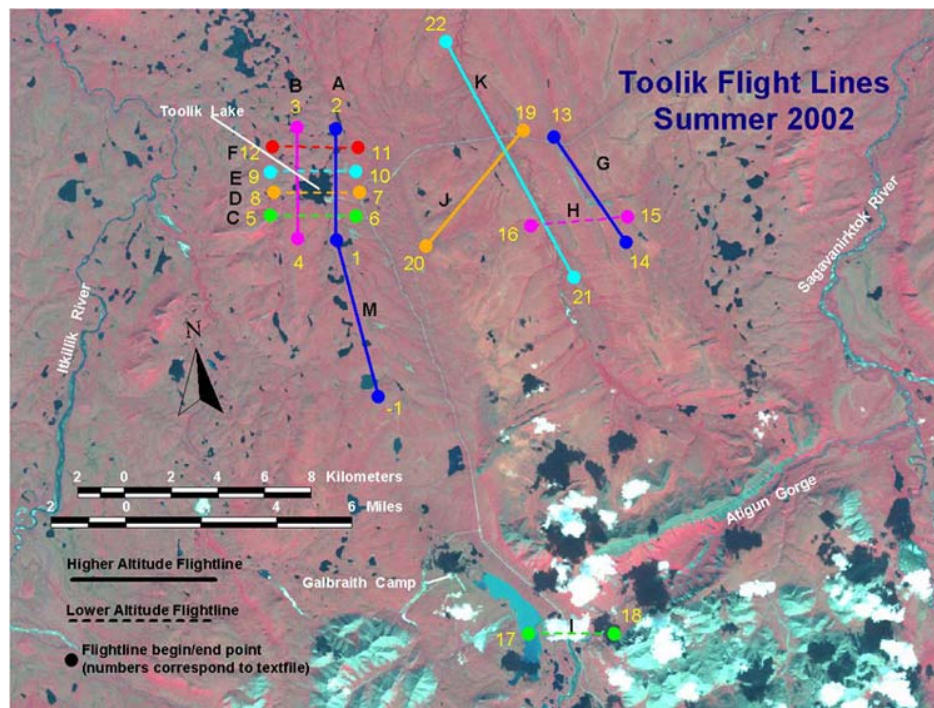 22
K
Toolik Flight Lines
Summer 2002
B
A
3
2
19
13
Toolik Lake
F
12
11
G
E
9
10
D
8
7
J
C
5
6
H
15
16
4
1
14
20
21
M
Sagavanirktok River
Itkillik River
N
-1
2 0 2 4 6 8 Kilometers
2 0 2 4 6 Miles
Atigun Gorge
Higher Altitude Flightline
Galbraith Camp
Lower Altitude Flightline
17
I
18
Flightline begin/end point
(numbers correspond to textfile)